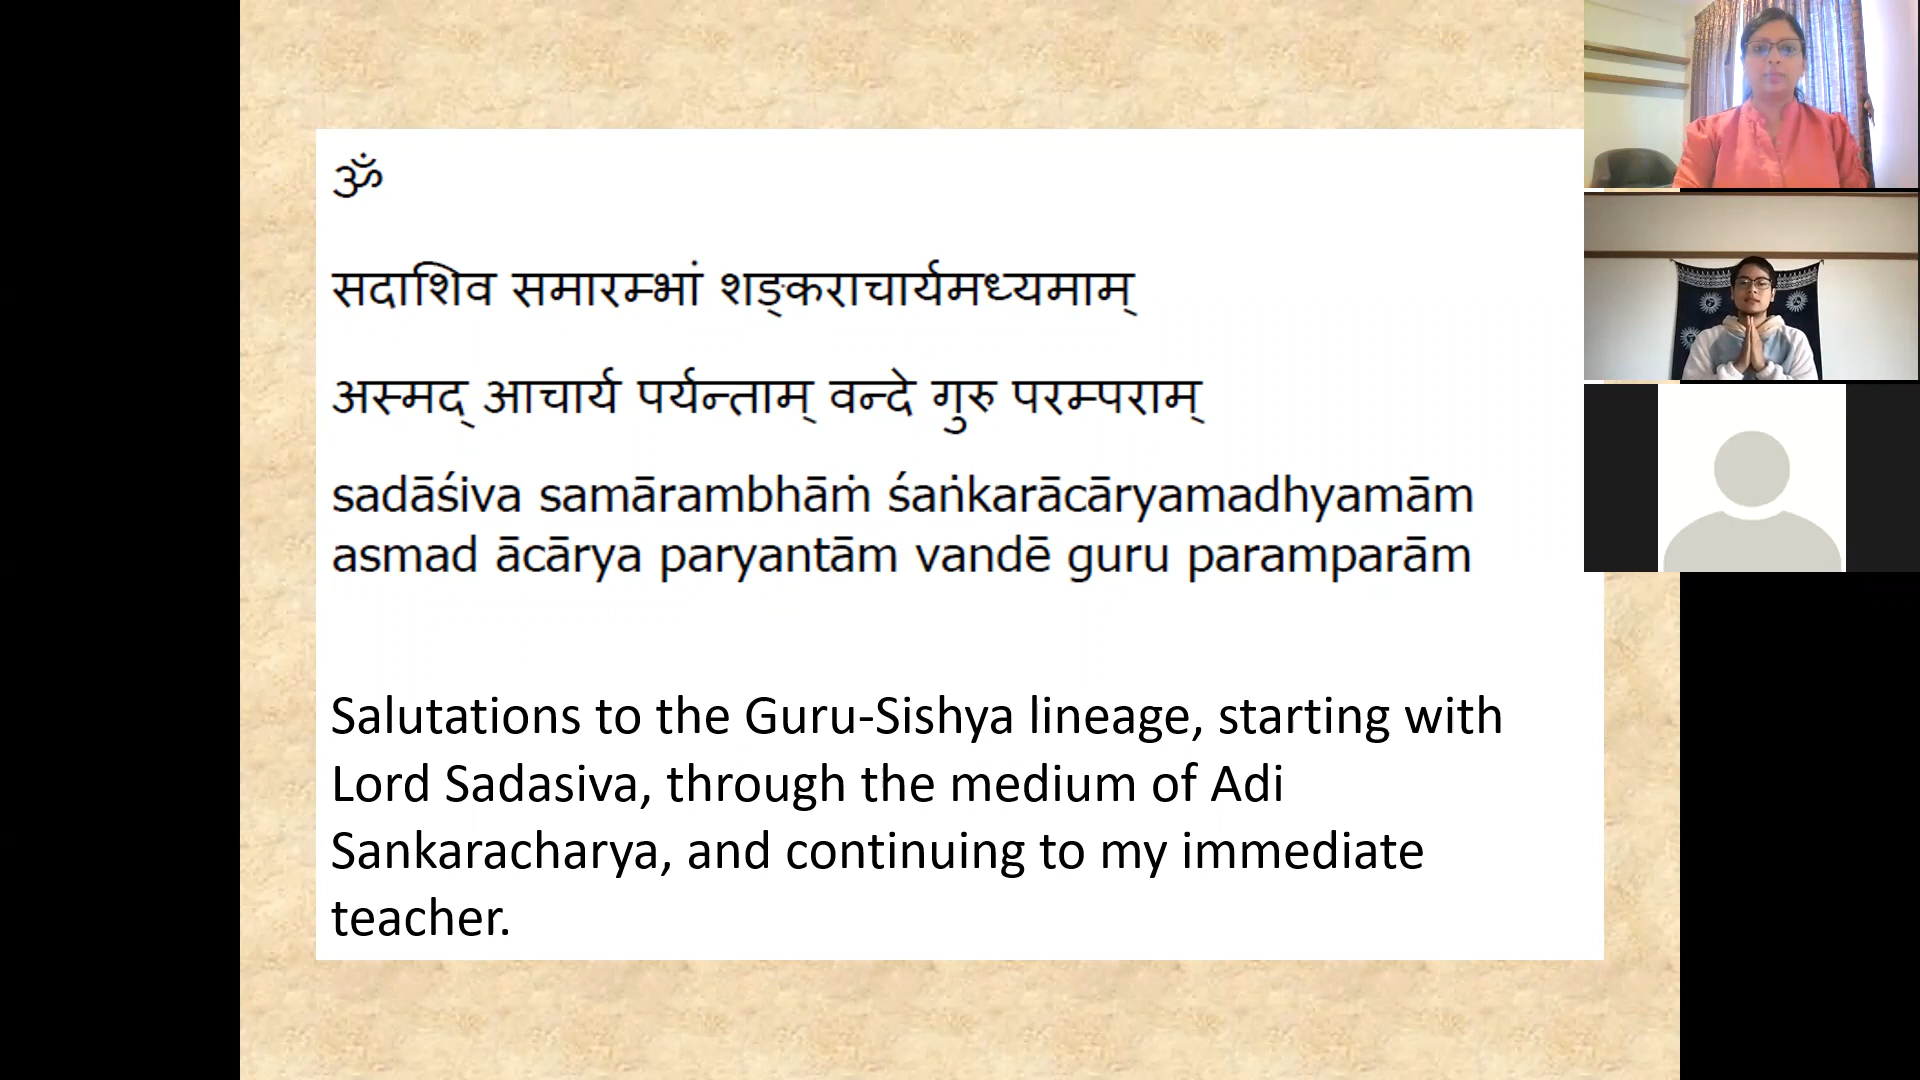 ॐ
सदाशिव समारम्भां शङ्कराचार्यमध्यमाम्
अस्मद् आचार्य पर्यन्ताम् वन्दे गुरु परम्पराम्
sadāśiva samārambhāṁ śaṅkarācāryamadhyamām
asmad ācārya paryantām vandē guru paramparām
Salutations to the Guru-Sishya lineage, starting with
Lord Sadasiva, through the medium of Adi
Sankaracharya, and continuing to my immediate
teacher.